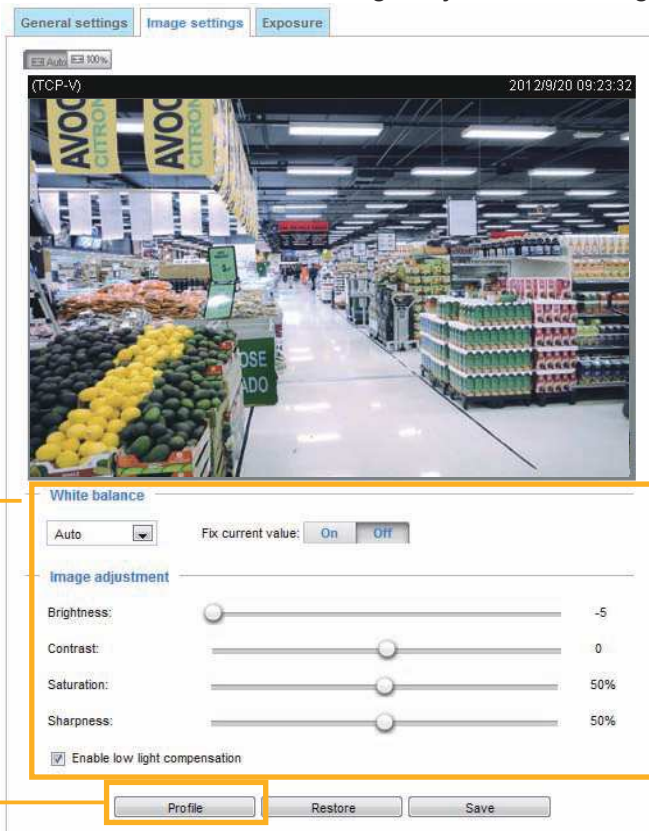 General settings Image settings Exposure
Auto 100%
(TCP-V) 2012/9/20 09:23:32
AVOC
CITRON
AVOC
CITRON
OSE
ADO
White balance
Auto Fix current value: On Off
Image adjustment
Brightness: -5
Contrast: 0
Saturation: 50%
Sharpness: 50%
Enable low light compensation
Profile Restore Save